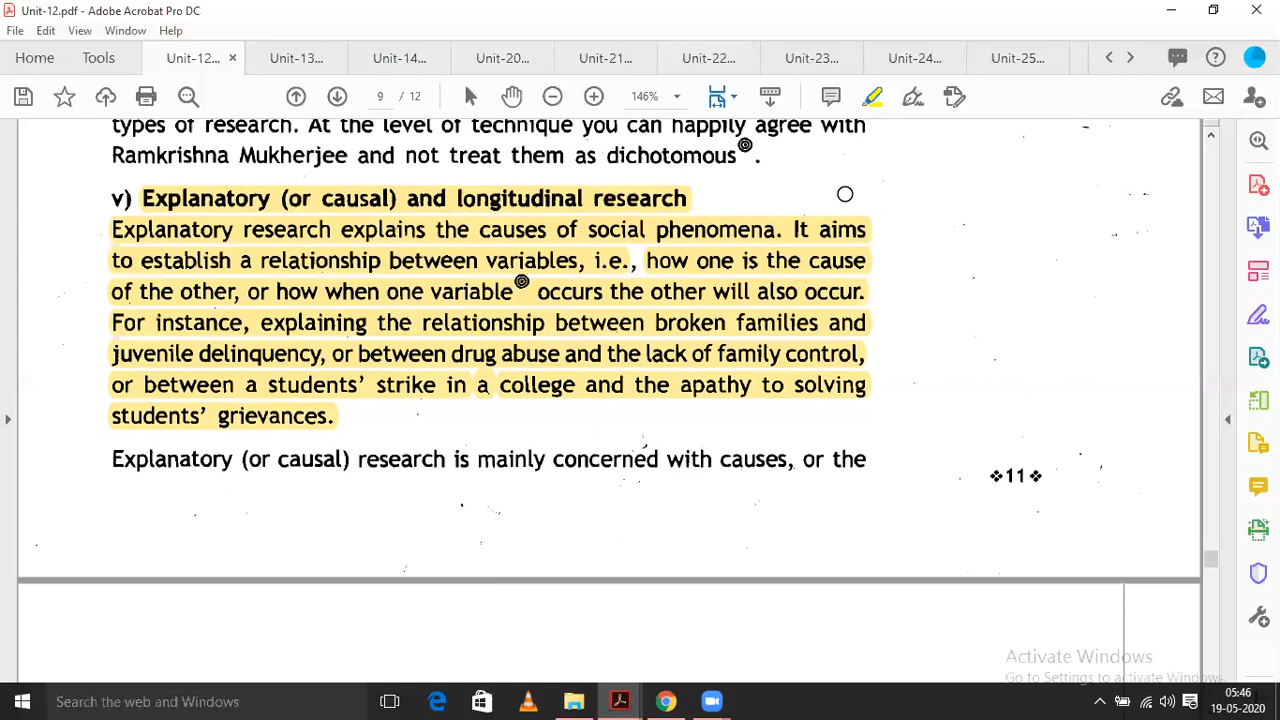 Unit-12.pdf - Adobe Acrobat Pro DC
File Edit View Window Help
Home Tools Unit-12... × Unit-13... Unit-14... Unit-20... Unit-21... Unit-22... Unit-23... Unit-24... Unit-25...
9 / 12 146%
types of research. At the level of technique you can happily agree with
Ramkrishna Mukherjee and not treat them as dichotomous.
v) Explanatory (or causal) and longitudinal research
Explanatory research explains the causes of social phenomena. It aims
to establish a relationship between variables, i.e., how one is the cause
of the other, or how when one variable occurs the other will also occur.
For instance, explaining the relationship between broken families and
juvenile delinquency, or between drug abuse and the lack of family control,
or between a students’ strike in a college and the apathy to solving
students’ grievances.
Explanatory (or causal) research is mainly concerned with causes, or the
❖11❖
Activate Windows
Go to Settings to activate Windows.
Search the web and Windows
05:46
19-05-2020